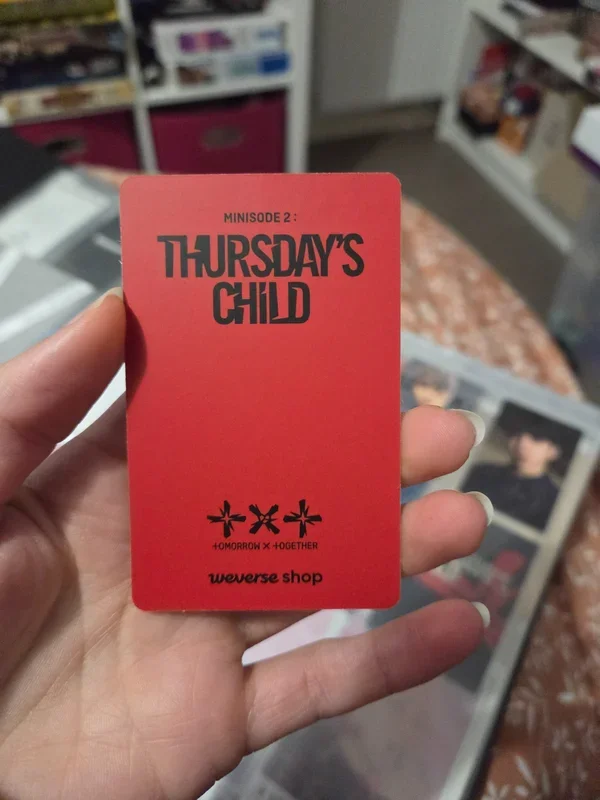 MINISODE 2 :
THURSDAY'S
CHILD
TOMORROW X TOGETHER
weverse shop